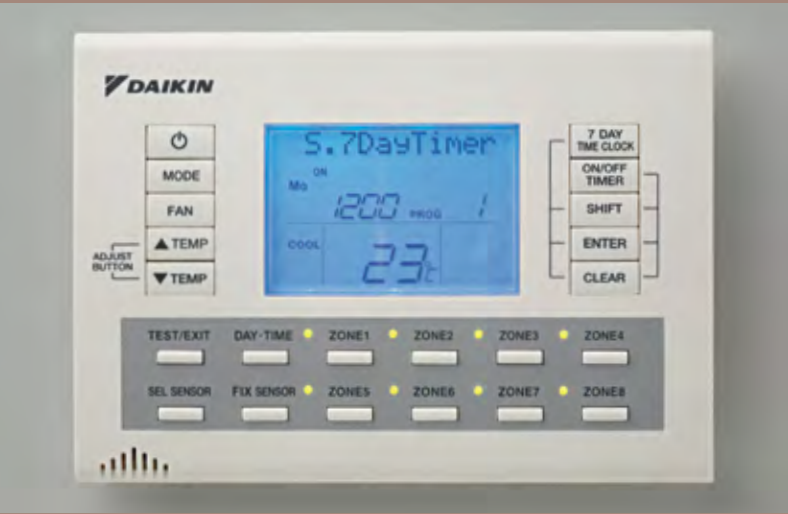 DAIKIN
MODE
FAN
▲ TEMP
▼ TEMP
ADJUST
BUTTON
S.7DayTimer
ON
Mo
1200 PROG 1
COOL
23c
7 DAY
TIME CLOCK
ON/OFF
TIMER
SHIFT
ENTER
CLEAR
TEST/EXIT DAY-TIME ZONE1 ZONE2 ZONE3 ZONE4
SEL SENSOR FIX SENSOR ZONE5 ZONE6 ZONE7 ZONE8